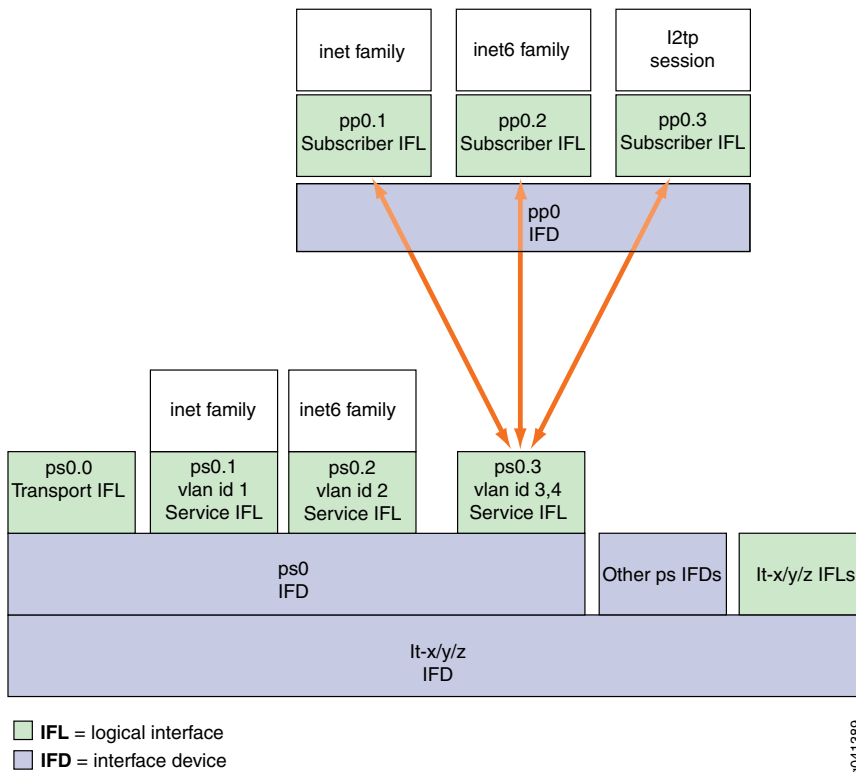 inet family
inet6 family
l2tp
session
pp0.1
Subscriber IFL
pp0.2
Subscriber IFL
pp0.3
Subscriber IFL
pp0
IFD
inet family
inet6 family
ps0.0
Transport IFL
ps0.1
vlan id 1
Service IFL
ps0.2
vlan id 2
Service IFL
ps0.3
vlan id 3,4
Service IFL
ps0
IFD
Other ps IFDs
lt-x/y/z IFLs
lt-x/y/z
IFD
IFL = logical interface
IFD = interface device
g041389